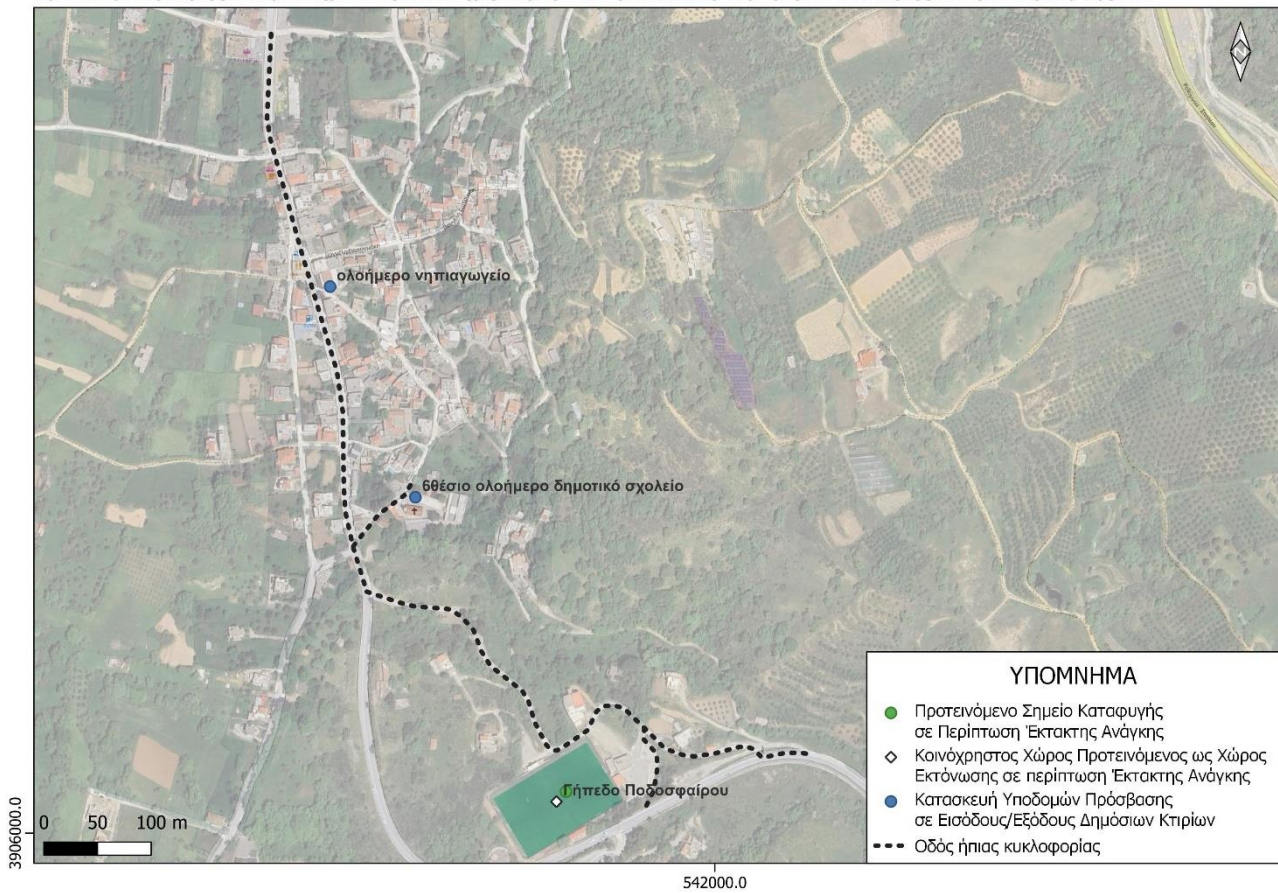 ολοήμερο νηπιαγωγείο
6θέσιο ολοήμερο δημοτικό σχολείο
Γήπεδο Ποδοσφαίρου
ΥΠΟΜΝΗΜΑ
Προτεινόμενο Σημείο Καταφυγής
σε Περίπτωση Έκτακτης Ανάγκης
Κοινόχρηστος Χώρος Προτεινόμενος ως Χώρος
Εκτόνωσης σε περίπτωση Έκτακτης Ανάγκης
Κατασκευή Υποδομών Πρόσβασης
σε Εισόδους/Εξόδους Δημόσιων Κτιρίων
Οδός ήπιας κυκλοφορίας
0 50 100 m
3906000.0
542000.0